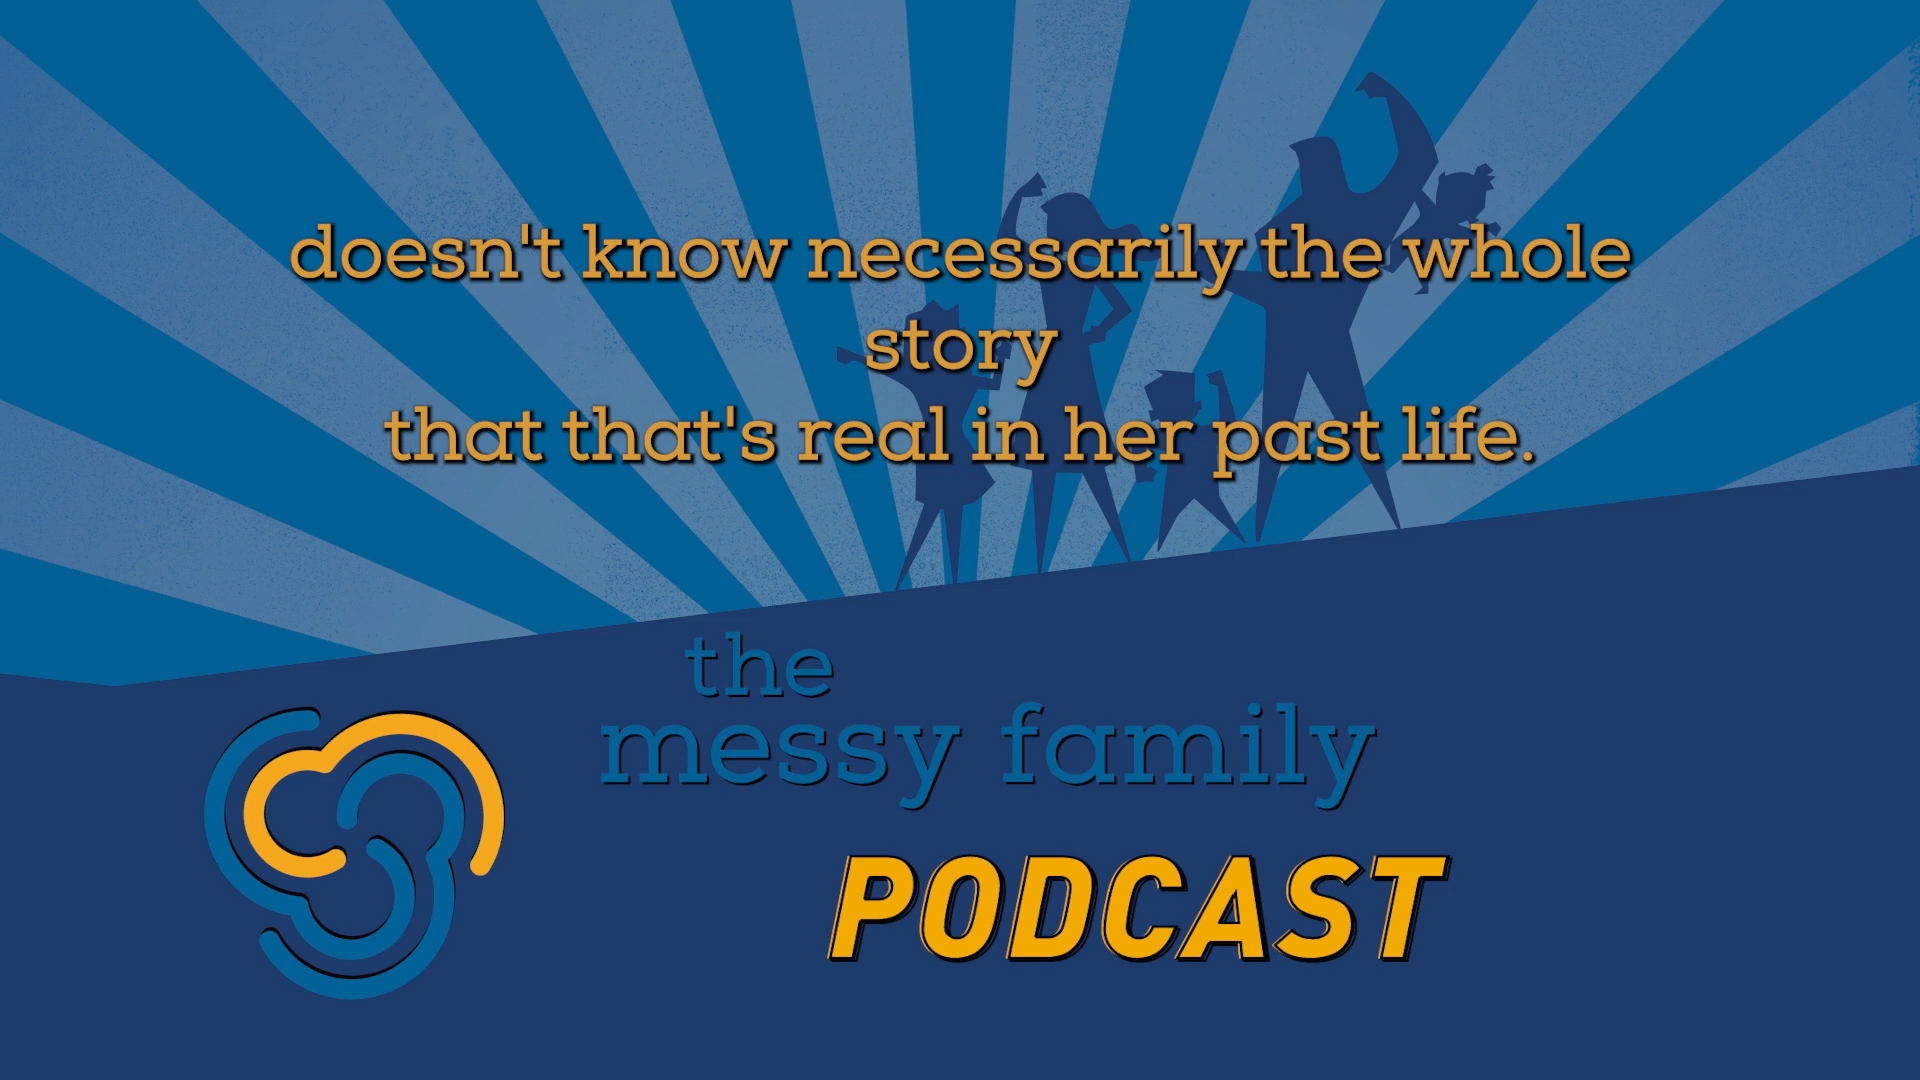 doesn't know necessarily the whole
story
that that's real in her past life.
the
messy family
PODCAST